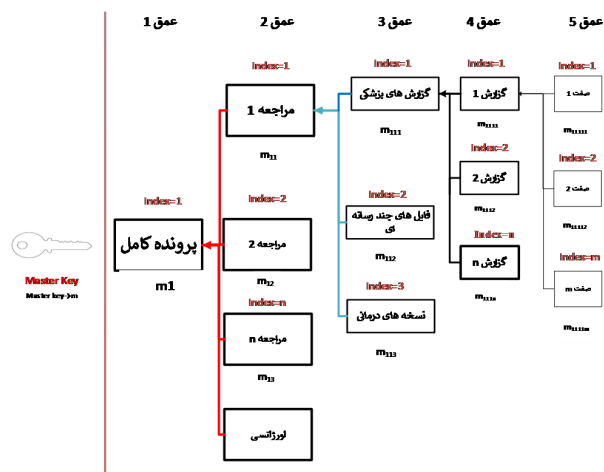 عمق 1
عمق 2
عمق 3
عمق 4
عمق 5
Index=1
Index=1
Index=1
Index=1
مراجعه 1
گزارش های پزشکی
گزارش 1
صفت 1
m11
m111
m1111
m11111
Index=2
Index=2
گزارش 2
صفت 2
m1112
m11112
Index=1
Index=2
Index=2
پرونده کامل
مراجعه 2
فایل های چند رسانه
ای
Index=n
گزارش n
Index=m
صفت m
m1
m12
m112
m111n
m1111m
Master Key
Master key→m
Index=n
Index=3
مراجعه n
نسخه های درمانی
m13
m113
اورژانسی